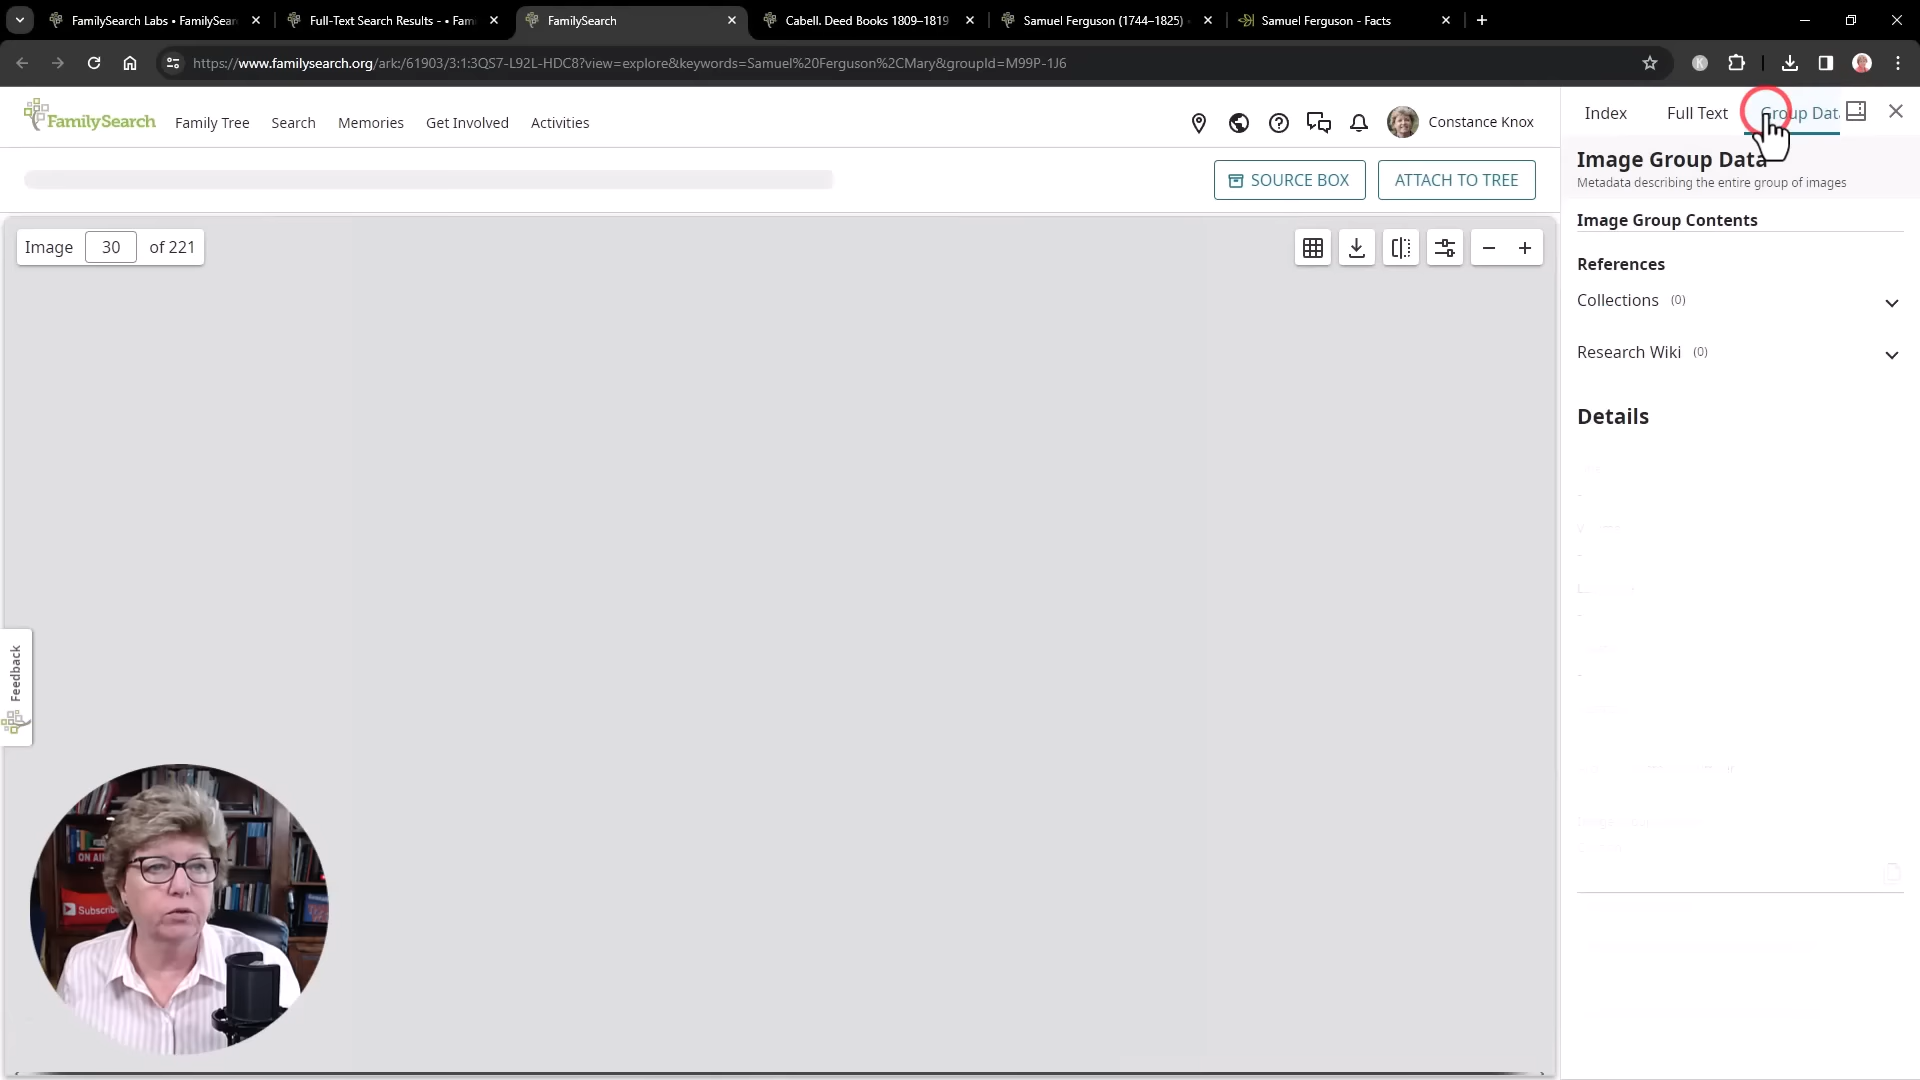 FamilySearch Labs • FamilySear
Full-Text Search Results - • Fam
FamilySearch
Cabell. Deed Books 1809–1819
Samuel Ferguson (1744–1825)
Samuel Ferguson - Facts
https://www.familysearch.org/ark:/61903/3:1:3QS7-L92L-HDC8?view=explore&keywords=Samuel%20Ferguson%2CMary&groupId=M99P-1J6
K
FamilySearch
Family Tree
Search
Memories
Get Involved
Activities
Constance Knox
SOURCE BOX
ATTACH TO TREE
Image 30 of 221
Feedback
ON AIR
Subscribe
Index
Full Text
Group Dat
Image Group Data
Metadata describing the entire group of images
Image Group Contents
References
Collections (0)
Research Wiki (0)
Details